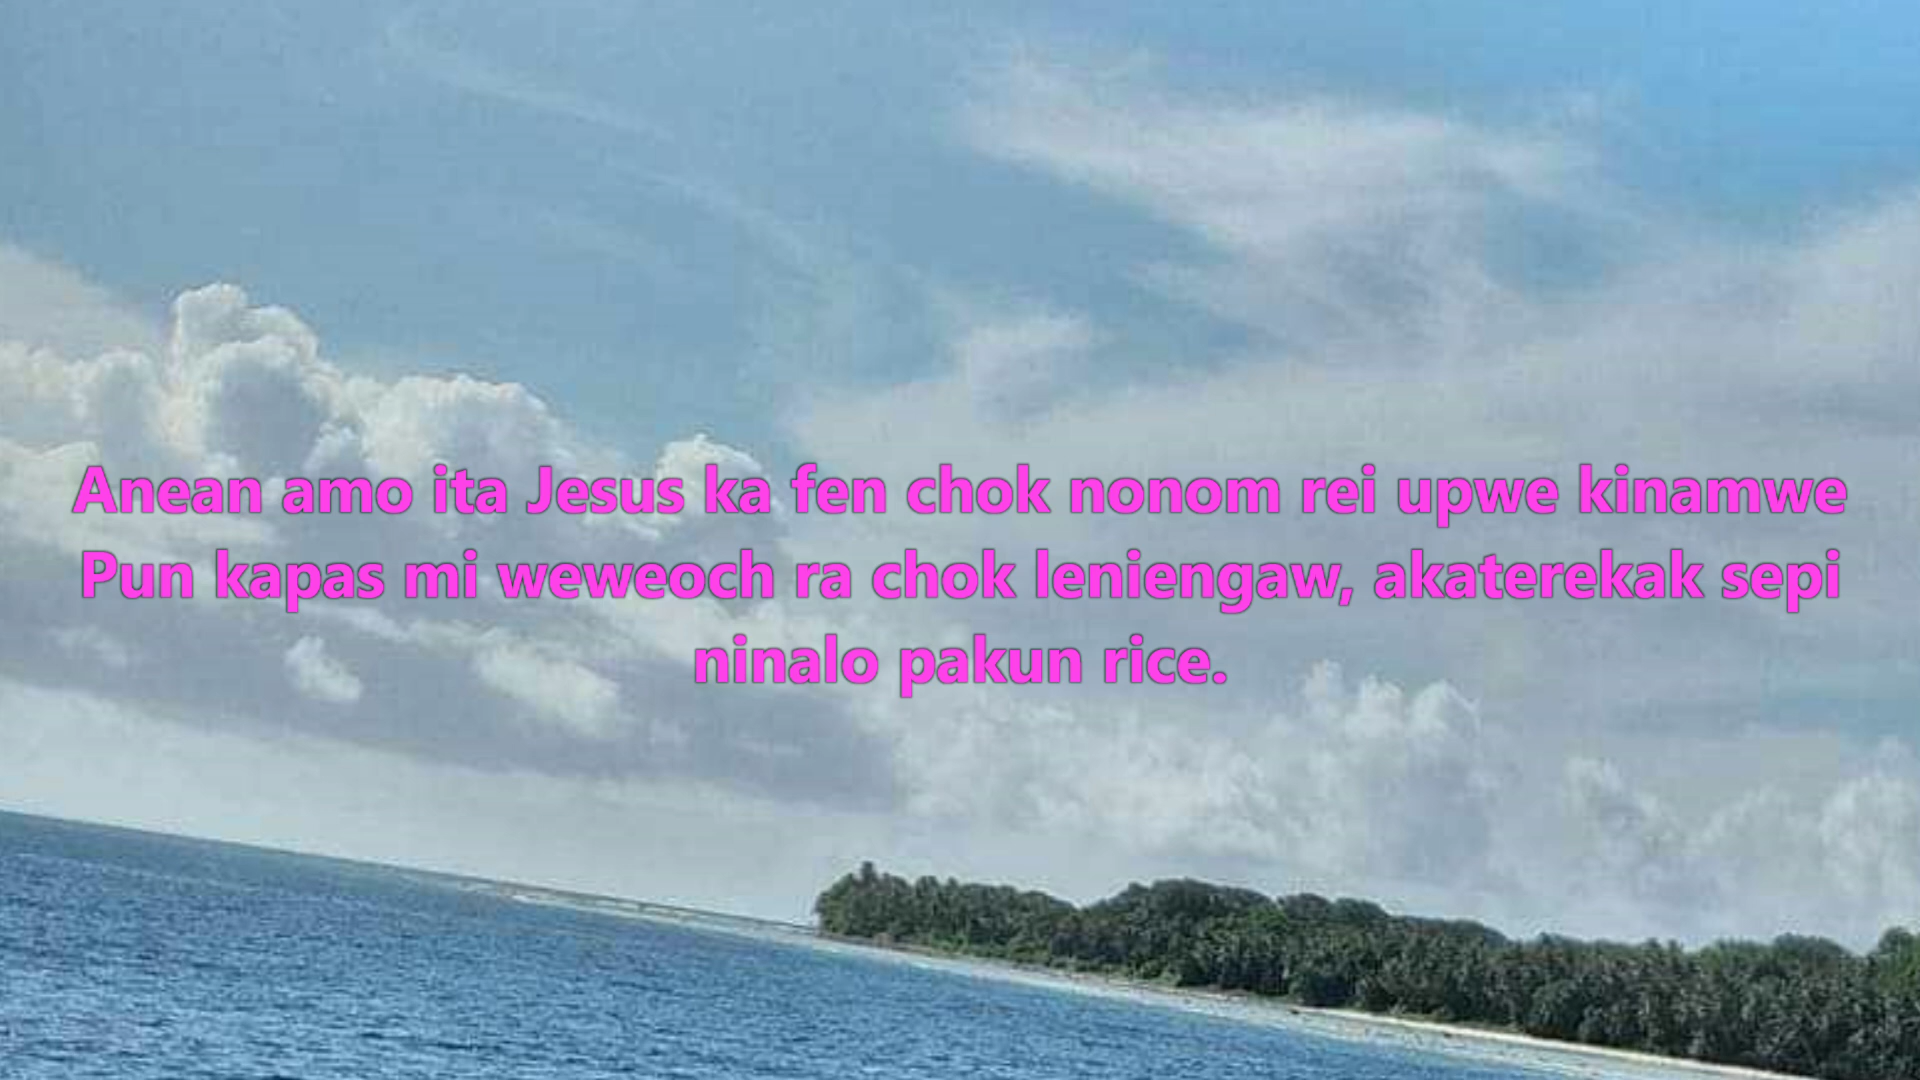 Anean amo ita Jesus ka fen chok nonom rei upwe kinamwe
Pun kapas mi weweoch ra chok leniengaw, akaterekak sepi
ninalo pakun rice.